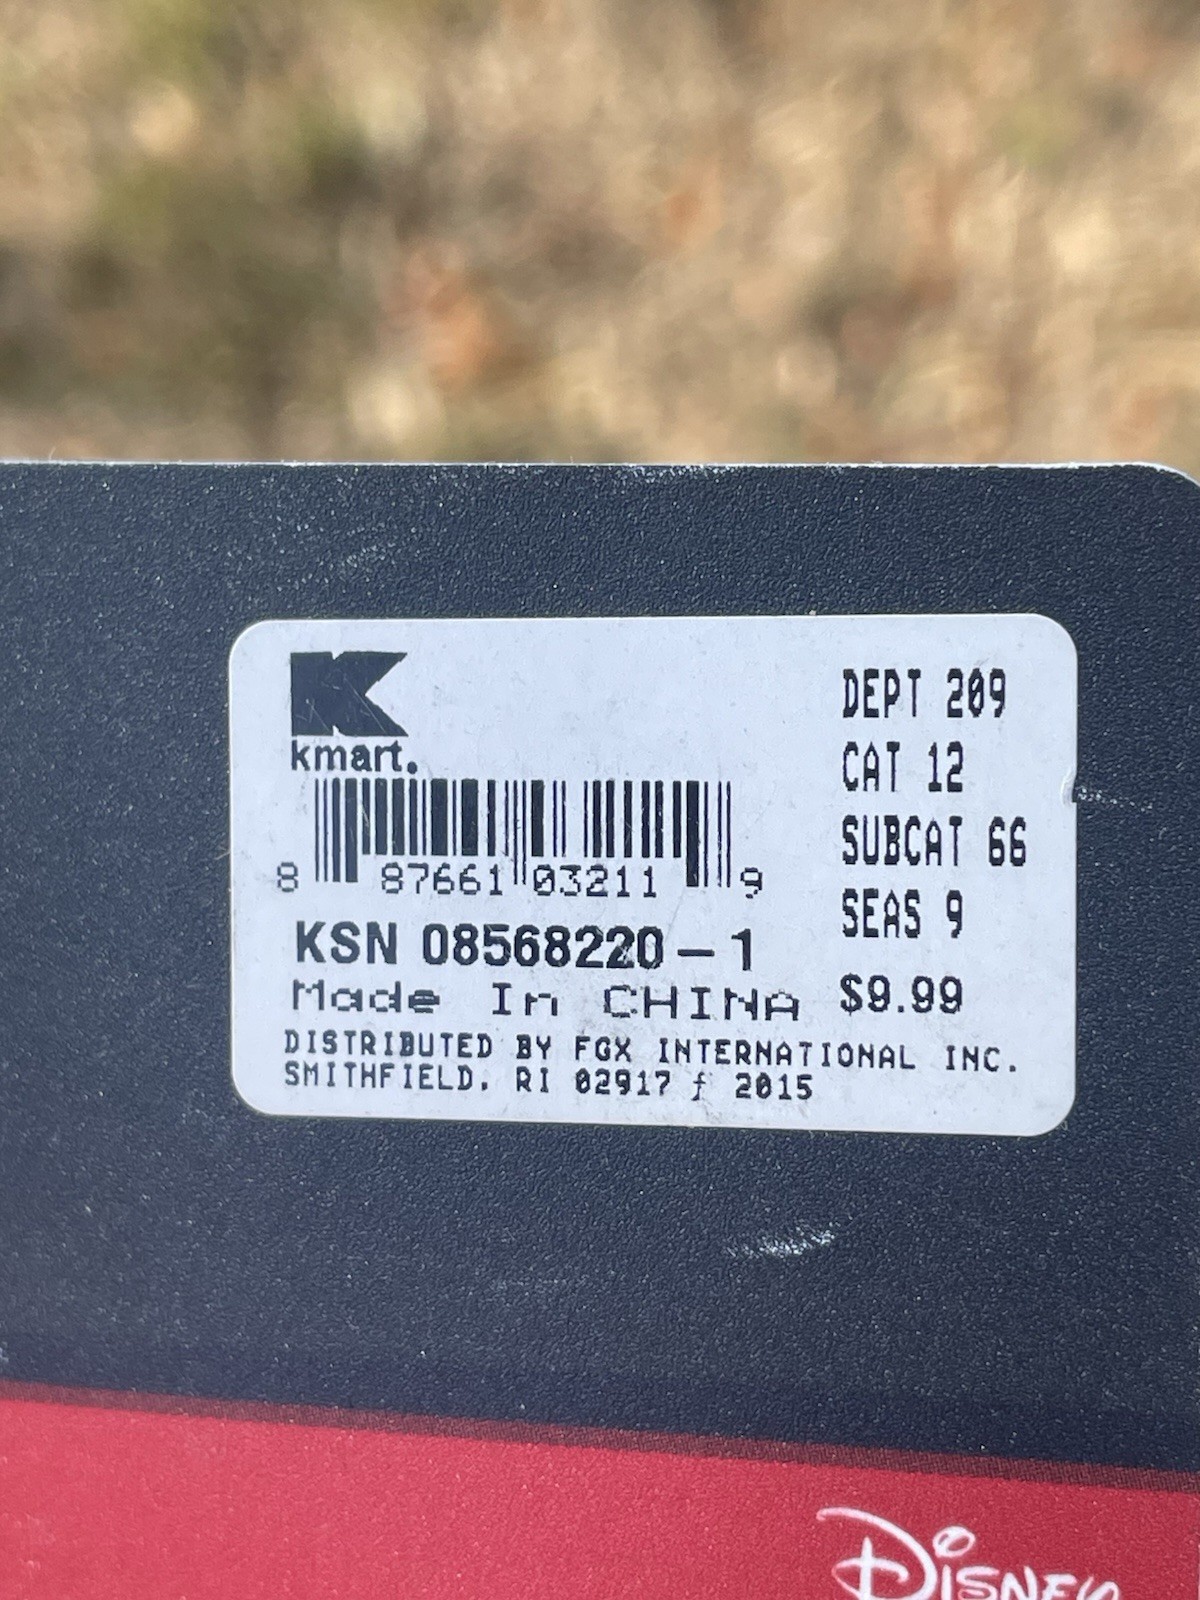 kmart.
8 87661 03211 9
KSN 08568220-1
Made In CHINA
DISTRIBUTED BY FGX INTERNATIONAL INC.
SMITHFIELD, RI 02917 f 2015
DEPT 209
CAT 12
SUBCAT 66
SEAS 9
$9.99
DISNEY